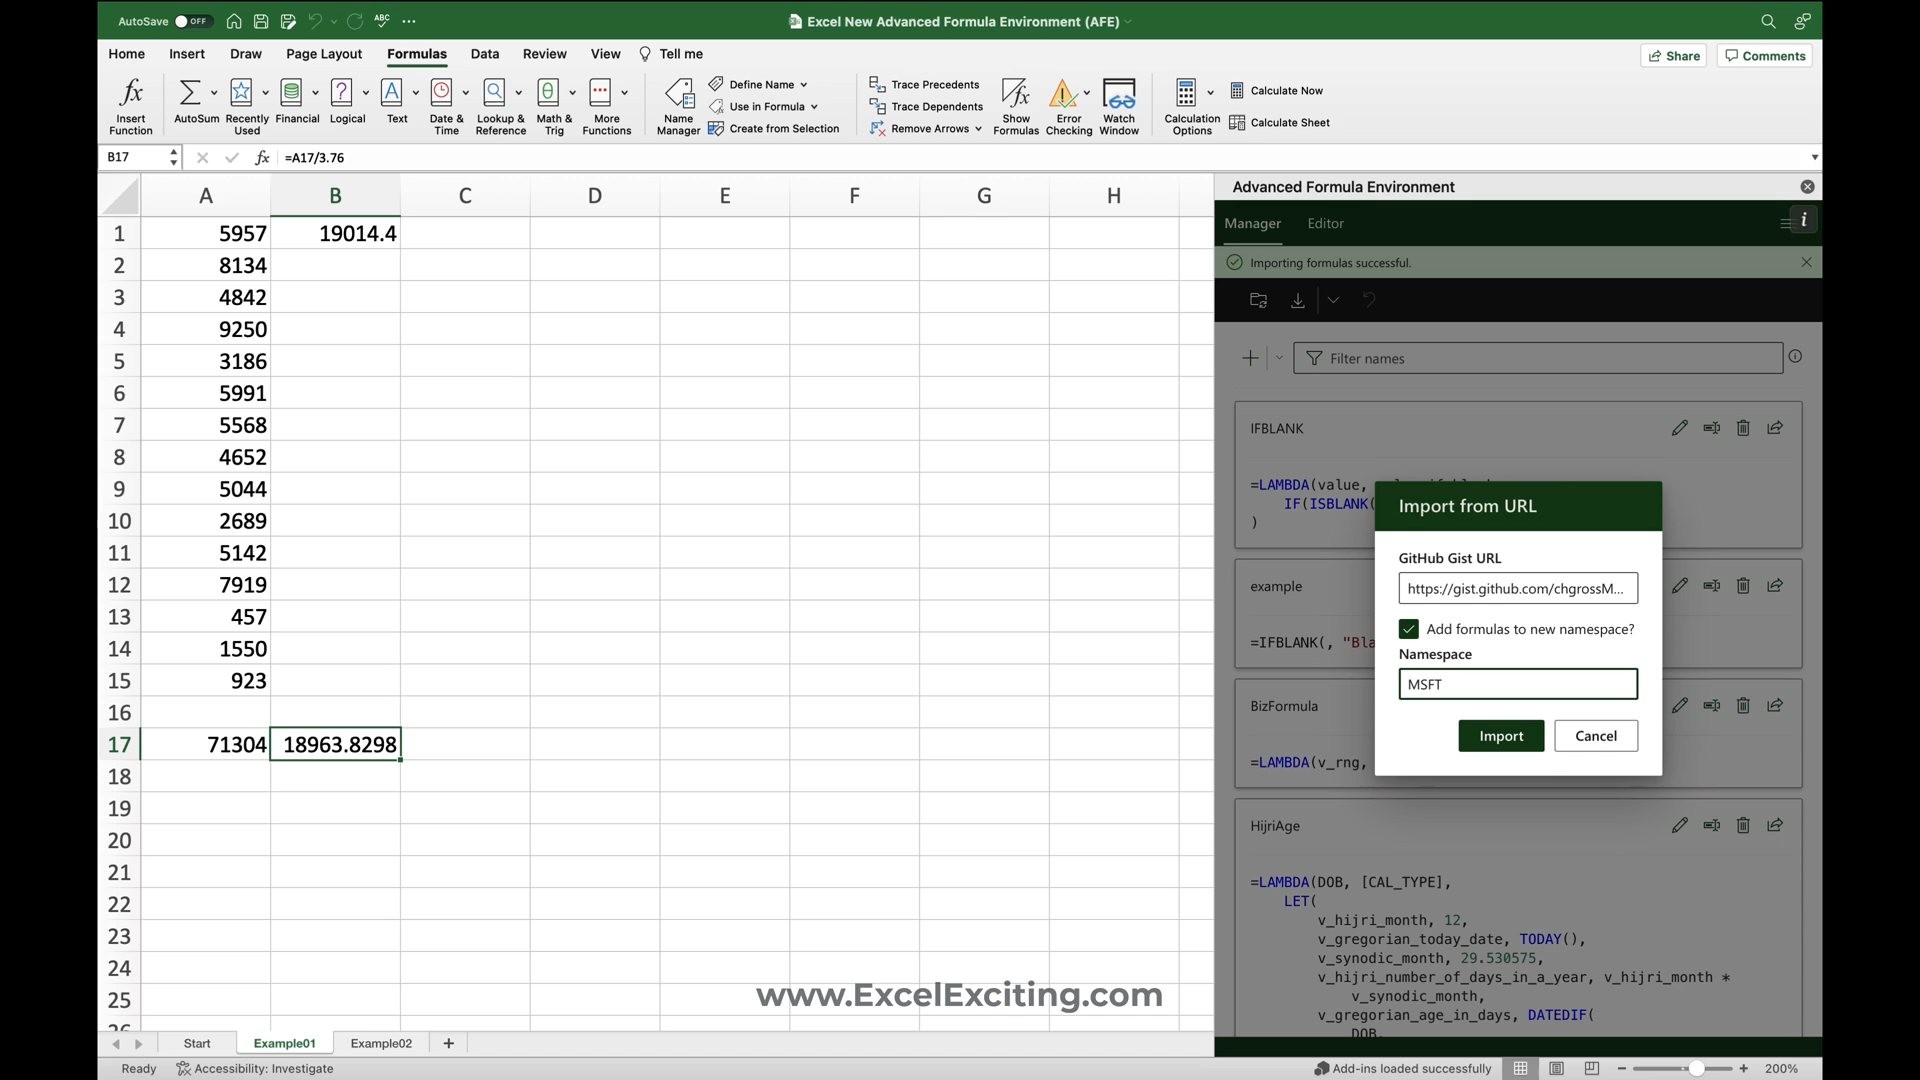 AutoSave OFF ABC Excel New Advanced Formula Environment (AFE)
Home Insert Draw Page Layout Formulas Data Review View Tell me Share Comments
Insert Function
AutoSum
Recently Used
Financial
Logical
Text
Date & Time
Lookup & Reference
Math & Trig
More Functions
Name Manager
Define Name
Use in Formula
Create from Selection
Trace Precedents
Trace Dependents
Remove Arrows
Show Formulas
Error Checking
Watch Window
Calculation Options
Calculate Now
Calculate Sheet
B17 fx =A17/3.76
A B C D E F G H
1 5957 19014.4
2 8134
3 4842
4 9250
5 3186
6 5991
7 5568
8 4652
9 5044
10 2689
11 5142
12 7919
13 457
14 1550
15 923
16
17 71304 18963.8298
18
19
20
21
22
23
24
25
26
www.ExcelExciting.com
Start Example01 Example02
Ready Accessibility: Investigate Add-ins loaded successfully 200%
Advanced Formula Environment
Manager Editor
Importing formulas successful.
Filter names
IFBLANK
=LAMBDA(value,
IF(ISBLANK(
)
example
=IFBLANK(, "Bla
BizFormula
=LAMBDA(v_rng,
HijriAge
=LAMBDA(DOB, [CAL_TYPE],
LET(
v_hijri_month, 12,
v_gregorian_today_date, TODAY(),
v_synodic_month, 29.530575,
v_hijri_number_of_days_in_a_year, v_hijri_month *
v_synodic_month,
v_gregorian_age_in_days, DATEDIF(
DOB,
Import from URL
GitHub Gist URL
https://gist.github.com/chgrossM...
Add formulas to new namespace?
Namespace
MSFT
Import Cancel